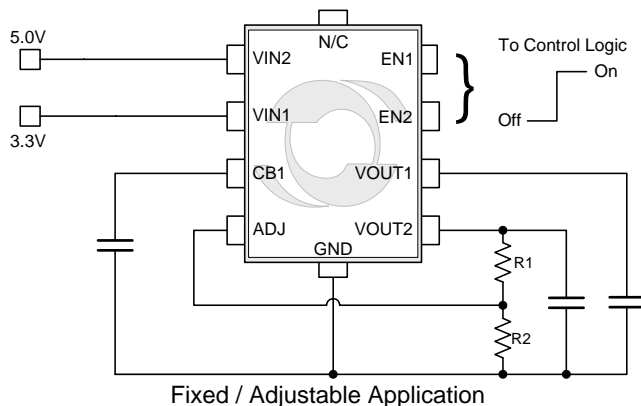 5.0V
N/C
To Control Logic
VIN2
EN1
On
VIN1
EN2
Off
3.3V
CB1
VOUT1
ADJ
VOUT2
GND
R1
R2
Fixed / Adjustable Application